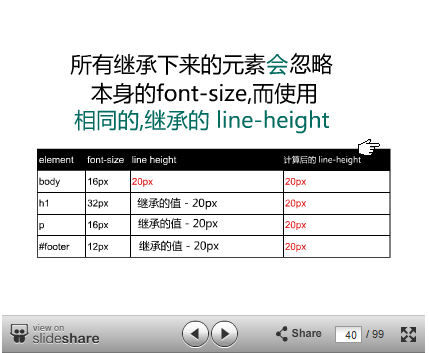 所有继承下来的元素会忽略
本身的font-size,而使用
相同的,继承的 line-height
element font-size line height 计算后的 line-height
body 16px 20px 20px
h1 32px 继承的值 - 20px 20px
p 16px 继承的值 - 20px 20px
#footer 12px 继承的值 - 20px 20px
view on
slideshare Share 40 / 99